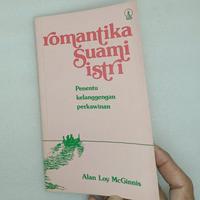 romantika
Suami
istri
Penentu
kelanggengan
perkawinan
Alan Loy McGinnis